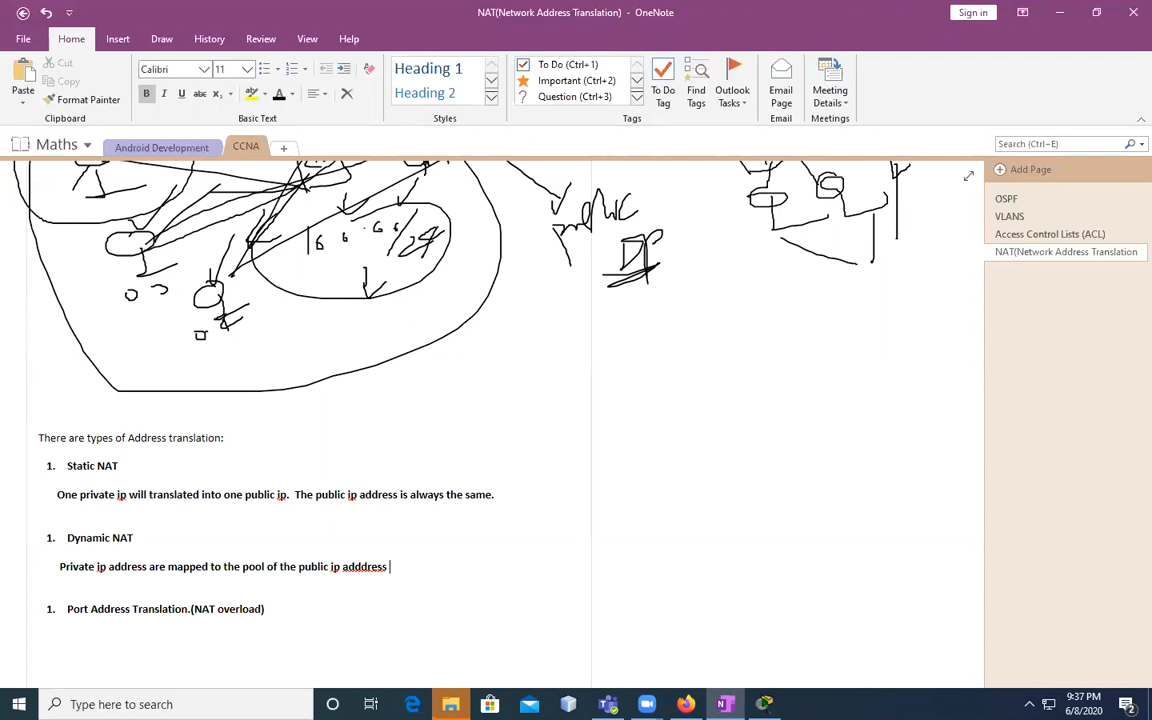 NAT(Network Address Translation) - OneNote
Sign in
File Home Insert Draw History Review View Help
Paste
Cut
Copy
Format Painter
Clipboard
Calibri 11
B I U abc x₂ A
Basic Text
Heading 1
Heading 2
Styles
To Do (Ctrl+1)
Important (Ctrl+2)
? Question (Ctrl+3)
To Do Tag
Find Tags
Outlook Tasks
Tags
Email Page
Email
Meeting Details
Meetings
Maths Android Development CCNA
Search (Ctrl+E)
Add Page
OSPF
VLANS
Access Control Lists (ACL)
NAT(Network Address Translation
public
IP
There are types of Address translation:
1. Static NAT
One private ip will translated into one public ip. The public ip address is always the same.
1. Dynamic NAT
Private ip address are mapped to the pool of the public ip adddress
1. Port Address Translation.(NAT overload)
Type here to search
9:37 PM
6/8/2020
2